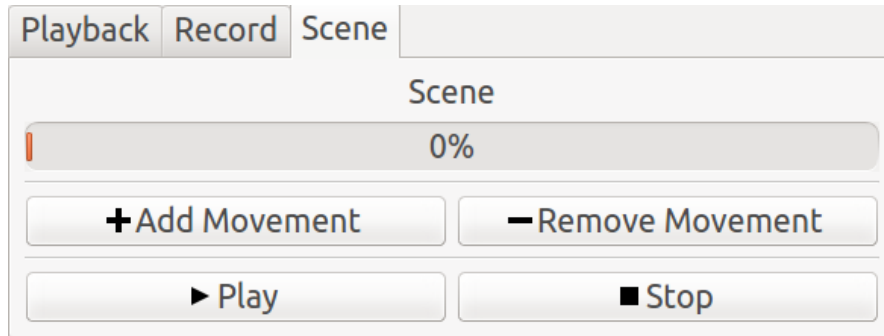 Playback Record Scene
Scene
0%
Add Movement Remove Movement
Play Stop